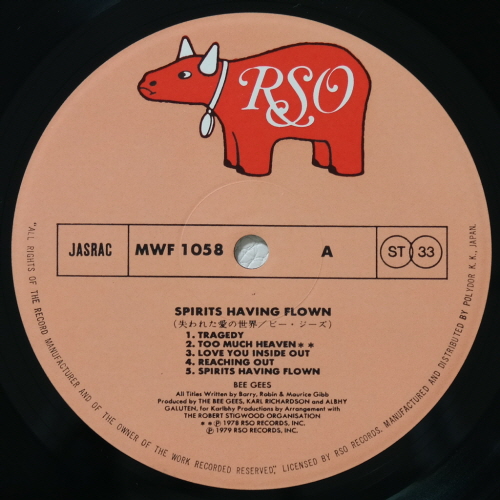 RSO
JASRAC MWF 1058 A ST 33
SPIRITS HAVING FLOWN
(失われた愛の世界/ビー・ジーズ)
1. TRAGEDY
2. TOO MUCH HEAVEN**
3. LOVE YOU INSIDE OUT
4. REACHING OUT
5. SPIRITS HAVING FLOWN
BEE GEES
All Titles Written by Barry, Robin & Maurice Gibb
Produced by THE BEE GEES, KARL RICHARDSON and ALBHY
GALUTEN, for Karlbhy Productions by Arrangement with
THE ROBERT STIGWOOD ORGANISATION
**Ⓟ 1978 RSO RECORDS, INC.
Ⓟ 1979 RSO RECORDS, INC.
"ALL RIGHTS OF THE RECORD MANUFACTURER AND OF THE OWNER OF THE WORK RECORDED RESERVED", LICENSED BY RSO RECORDS. MANUFACTURED AND DISTRIBUTED BY POLYDOR K.K., JAPAN.